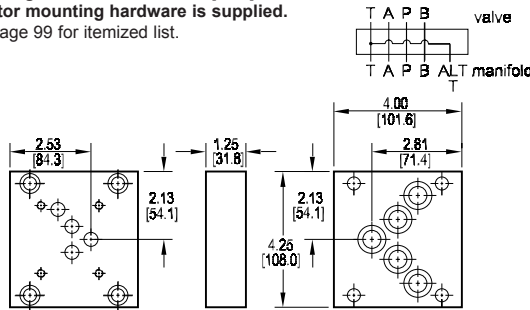 tor mounting hardware is supplied.
age 99 for itemized list.
T A P B valve
T A P B ALT manifold
T
4.00
[101.6]
2.53
[84.3]
1.25
[31.8]
2.81
[71.4]
2.13
[54.1]
2.13
[54.1]
4.25
[108.0]